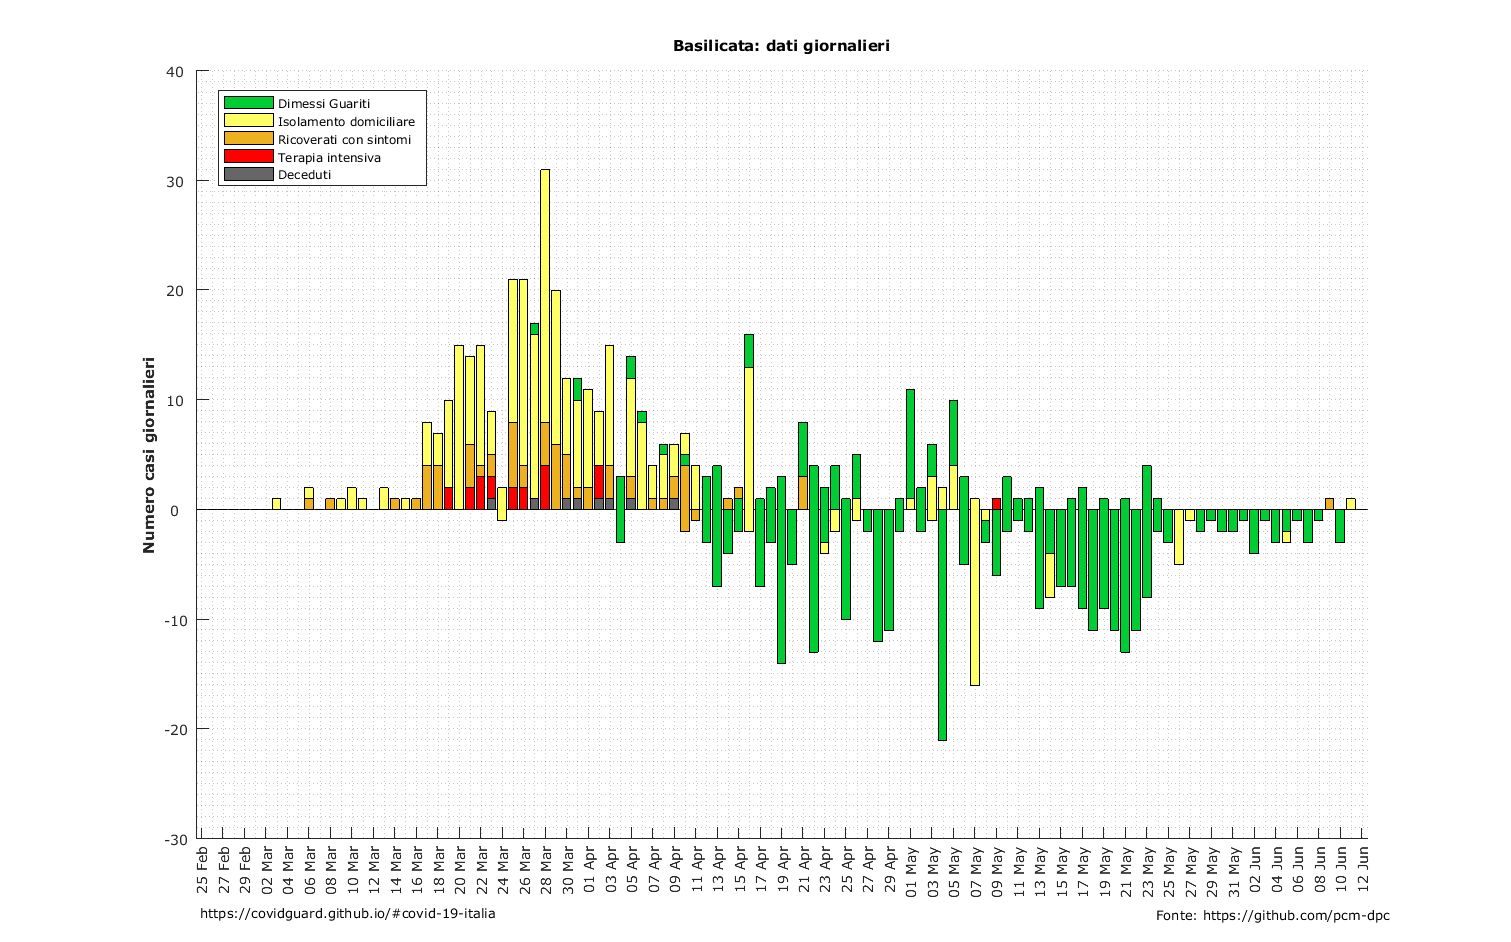 Basilicata: dati giornalieri
40
30
20
10
0
-10
-20
-30
Numero casi giornalieri
Dimessi Guariti
Isolamento domiciliare
Ricoverati con sintomi
Terapia intensiva
Deceduti
25 Feb
27 Feb
29 Feb
02 Mar
04 Mar
06 Mar
08 Mar
10 Mar
12 Mar
14 Mar
16 Mar
18 Mar
20 Mar
22 Mar
24 Mar
26 Mar
28 Mar
30 Mar
01 Apr
03 Apr
05 Apr
07 Apr
09 Apr
11 Apr
13 Apr
15 Apr
17 Apr
19 Apr
21 Apr
23 Apr
25 Apr
27 Apr
29 Apr
01 May
03 May
05 May
07 May
09 May
11 May
13 May
15 May
17 May
19 May
21 May
23 May
25 May
27 May
29 May
31 May
02 Jun
04 Jun
06 Jun
08 Jun
10 Jun
12 Jun
https://covidguard.github.io/#covid-19-italia
Fonte: https://github.com/pcm-dpc